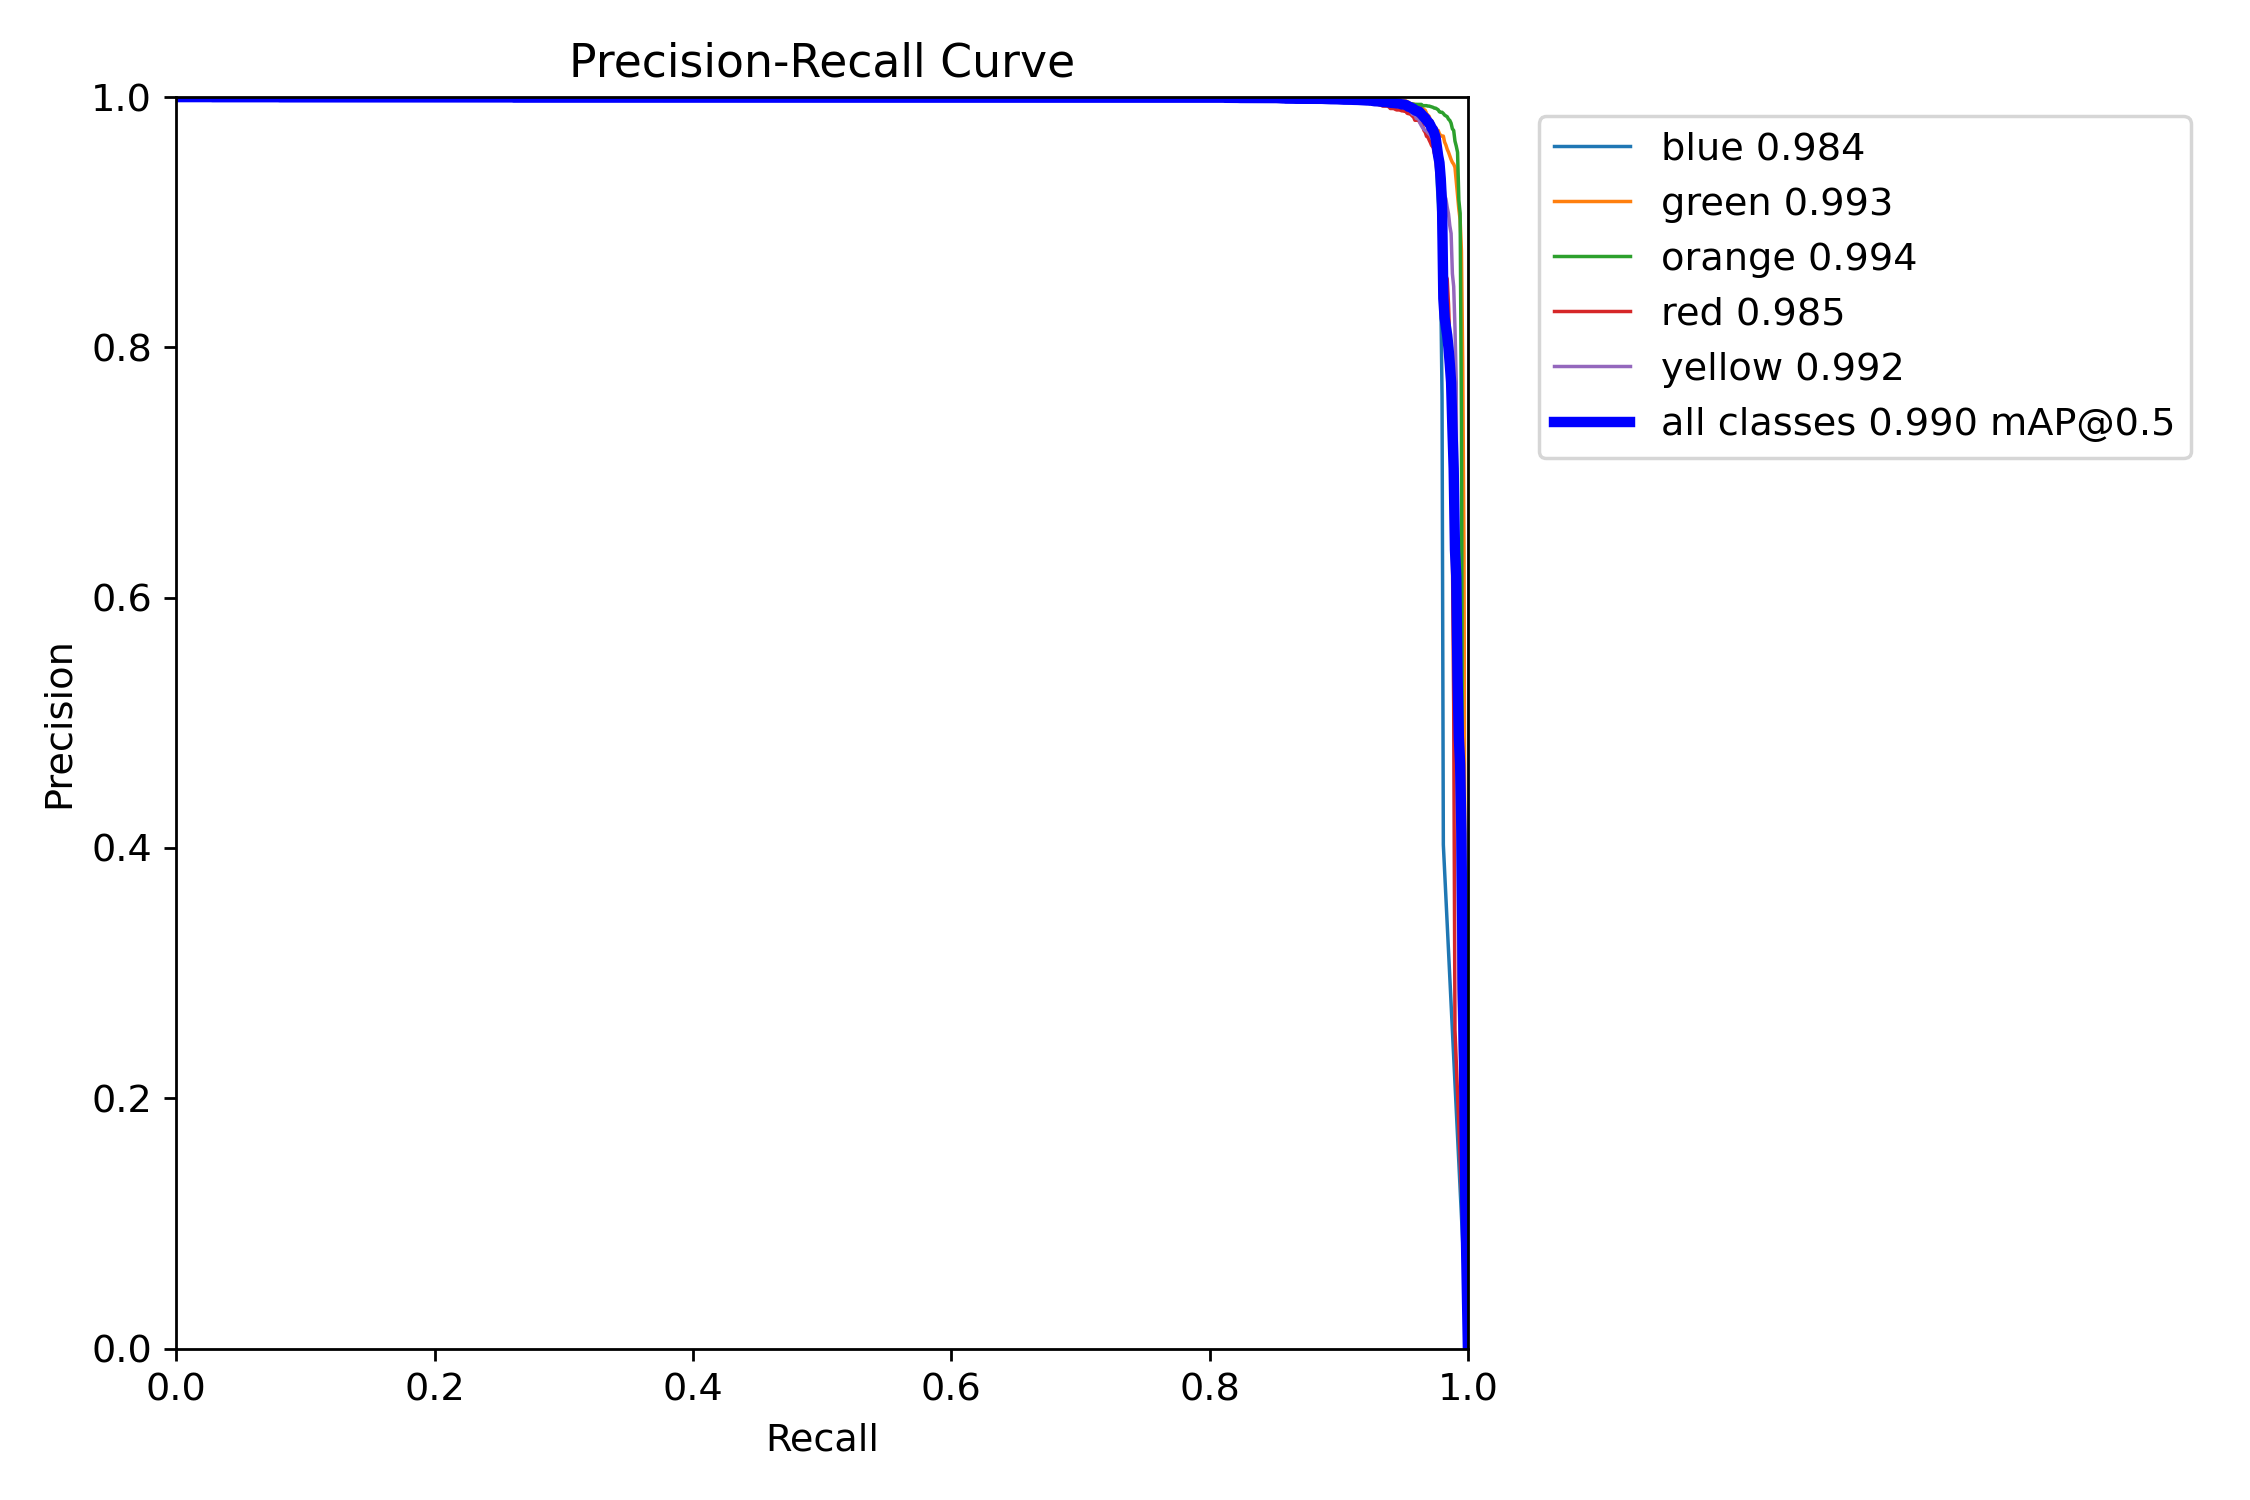 Precision-Recall Curve
1.0
0.8
0.6
0.4
0.2
0.0
Precision
0.0 0.2 0.4 0.6 0.8 1.0
Recall
blue 0.984
green 0.993
orange 0.994
red 0.985
yellow 0.992
all classes 0.990 mAP@0.5